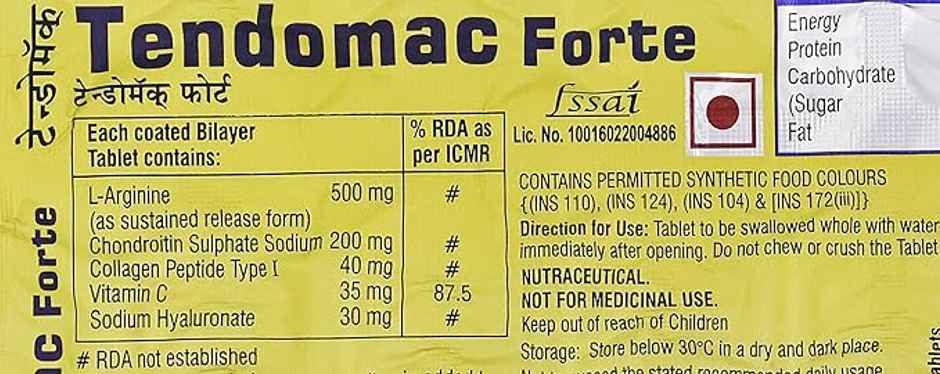 टेन्डोमॅक्
Tendomac Forte
टेन्डोमॅक् फोर्ट
fssai
Lic. No. 10016022004886
Energy
Protein
Carbohydrate
(Sugar
Fat
Each coated Bilayer
Tablet contains:
% RDA as
per ICMR
L-Arginine 500 mg #
(as sustained release form)
Chondroitin Sulphate Sodium 200 mg #
Collagen Peptide Type I 40 mg #
Vitamin C 35 mg 87.5
Sodium Hyaluronate 30 mg #
# RDA not established
CONTAINS PERMITTED SYNTHETIC FOOD COLOURS
{(INS 110), (INS 124), (INS 104) & [INS 172(iii)]}
Direction for Use: Tablet to be swallowed whole with water
immediately after opening. Do not chew or crush the Tablet
NUTRACEUTICAL.
NOT FOR MEDICINAL USE.
Keep out of reach of Children
Storage: Store below 30°C in a dry and dark place.
the stated recommended daily usage
Forte